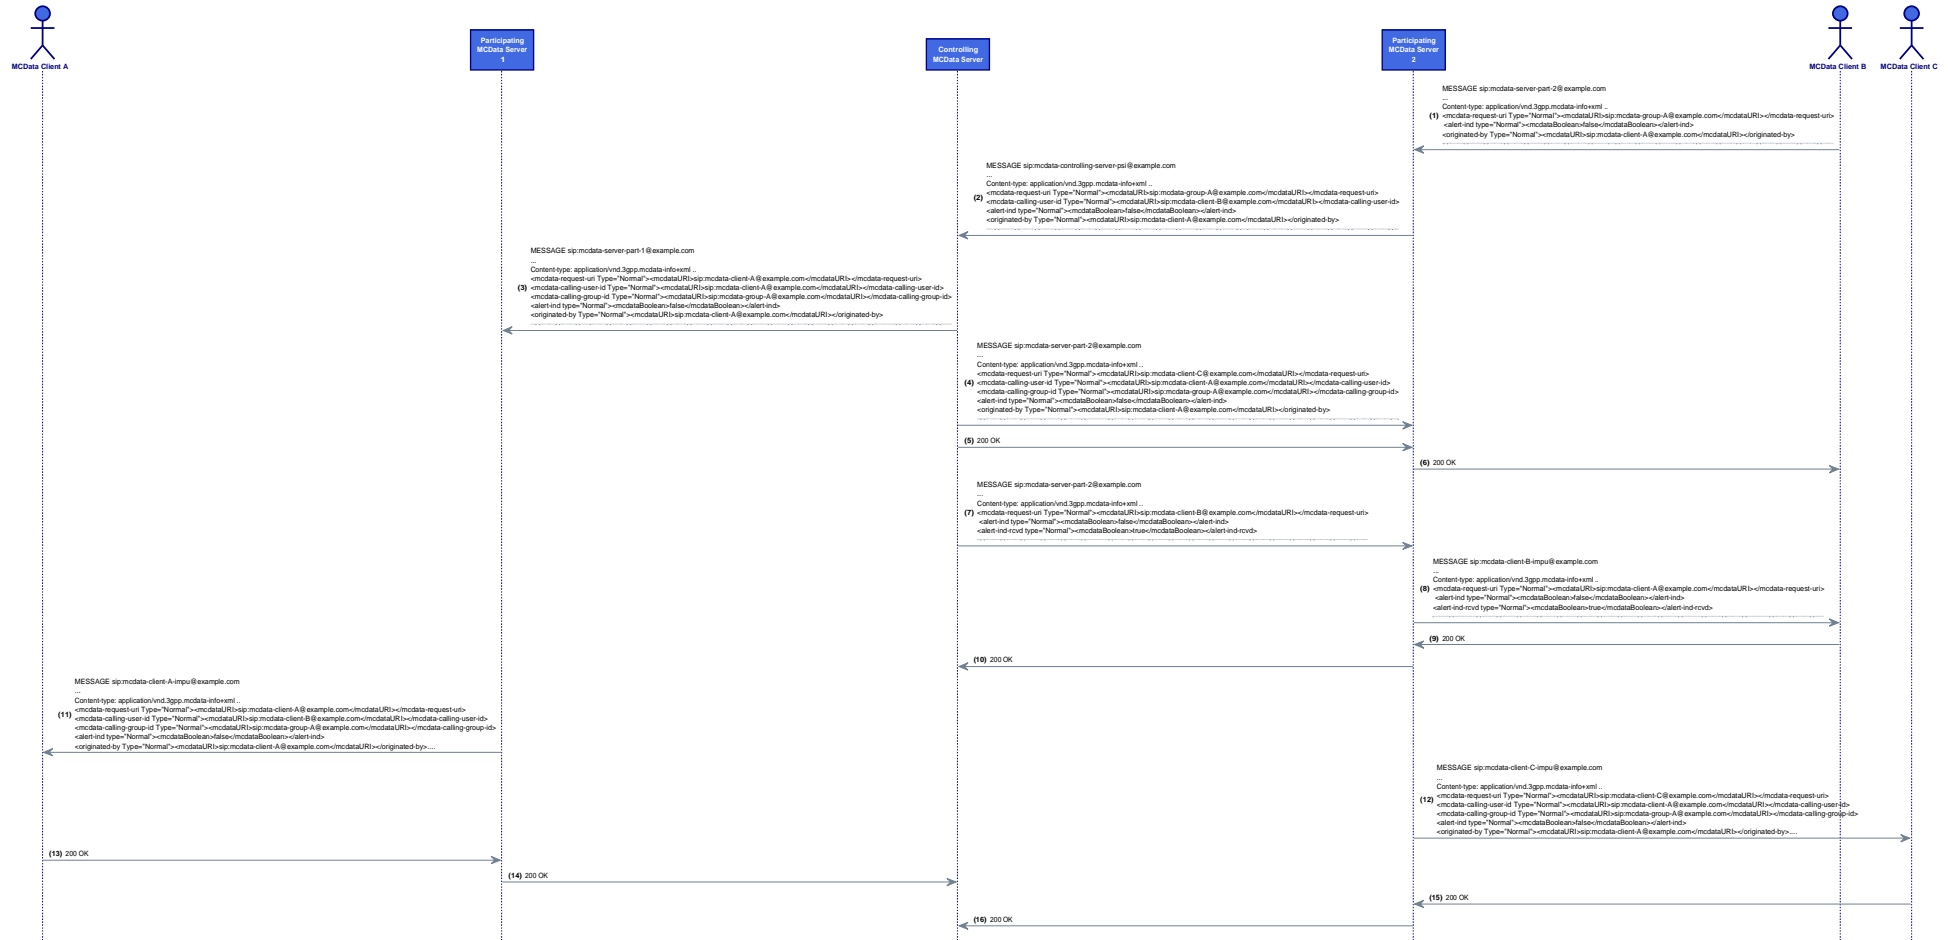 MCData Client A
Participating
MCData Server
1
Controlling
MCData Server
Participating
MCData Server
2
MCData Client B
MCData Client C
MESSAGE sip:mcdata-server-part-2@example.com
...
Content-type: application/vnd.3gpp.mcdata-info+xml ..
(1) <mcdata-request-uri Type="Normal"><mcdataURI>sip:mcdata-group-A@example.com</mcdataURI></mcdata-request-uri>
<alert-ind type="Normal"><mcdataBoolean>false</mcdataBoolean></alert-ind>
<originated-by Type="Normal"><mcdataURI>sip:mcdata-client-A@example.com</mcdataURI></originated-by>
MESSAGE sip:mcdata-controlling-server-psi@example.com
...
Content-type: application/vnd.3gpp.mcdata-info+xml ..
<mcdata-request-uri Type="Normal"><mcdataURI>sip:mcdata-group-A@example.com</mcdataURI></mcdata-request-uri>
(2) <mcdata-calling-user-id Type="Normal"><mcdataURI>sip:mcdata-client-B@example.com</mcdataURI></mcdata-calling-user-id>
<alert-ind type="Normal"><mcdataBoolean>false</mcdataBoolean></alert-ind>
<originated-by Type="Normal"><mcdataURI>sip:mcdata-client-A@example.com</mcdataURI></originated-by>
MESSAGE sip:mcdata-server-part-1@example.com
...
Content-type: application/vnd.3gpp.mcdata-info+xml ..
<mcdata-request-uri Type="Normal"><mcdataURI>sip:mcdata-client-A@example.com</mcdataURI></mcdata-request-uri>
(3) <mcdata-calling-user-id Type="Normal"><mcdataURI>sip:mcdata-client-A@example.com</mcdataURI></mcdata-calling-user-id>
<mcdata-calling-group-id Type="Normal"><mcdataURI>sip:mcdata-group-A@example.com</mcdataURI></mcdata-calling-group-id>
<alert-ind type="Normal"><mcdataBoolean>false</mcdataBoolean></alert-ind>
<originated-by Type="Normal"><mcdataURI>sip:mcdata-client-A@example.com</mcdataURI></originated-by>
MESSAGE sip:mcdata-server-part-2@example.com
...
Content-type: application/vnd.3gpp.mcdata-info+xml ..
<mcdata-request-uri Type="Normal"><mcdataURI>sip:mcdata-client-C@example.com</mcdataURI></mcdata-request-uri>
(4) <mcdata-calling-user-id Type="Normal"><mcdataURI>sip:mcdata-client-A@example.com</mcdataURI></mcdata-calling-user-id>
<mcdata-calling-group-id Type="Normal"><mcdataURI>sip:mcdata-group-A@example.com</mcdataURI></mcdata-calling-group-id>
<alert-ind type="Normal"><mcdataBoolean>false</mcdataBoolean></alert-ind>
<originated-by Type="Normal"><mcdataURI>sip:mcdata-client-A@example.com</mcdataURI></originated-by>
(5) 200 OK
(6) 200 OK
MESSAGE sip:mcdata-server-part-2@example.com
...
Content-type: application/vnd.3gpp.mcdata-info+xml ..
(7) <mcdata-request-uri Type="Normal"><mcdataURI>sip:mcdata-client-B@example.com</mcdataURI></mcdata-request-uri>
<alert-ind type="Normal"><mcdataBoolean>false</mcdataBoolean></alert-ind>
<alert-ind-rcvd type="Normal"><mcdataBoolean>true</mcdataBoolean></alert-ind-rcvd>
MESSAGE sip:mcdata-client-B-impu@example.com
...
Content-type: application/vnd.3gpp.mcdata-info+xml ..
(8) <mcdata-request-uri Type="Normal"><mcdataURI>sip:mcdata-client-A@example.com</mcdataURI></mcdata-request-uri>
<alert-ind type="Normal"><mcdataBoolean>false</mcdataBoolean></alert-ind>
<alert-ind-rcvd type="Normal"><mcdataBoolean>true</mcdataBoolean></alert-ind-rcvd>
(9) 200 OK
(10) 200 OK
MESSAGE sip:mcdata-client-A-impu@example.com
...
Content-type: application/vnd.3gpp.mcdata-info+xml ..
<mcdata-request-uri Type="Normal"><mcdataURI>sip:mcdata-client-A@example.com</mcdataURI></mcdata-request-uri>
(11) <mcdata-calling-user-id Type="Normal"><mcdataURI>sip:mcdata-client-B@example.com</mcdataURI></mcdata-calling-user-id>
<mcdata-calling-group-id Type="Normal"><mcdataURI>sip:mcdata-group-A@example.com</mcdataURI></mcdata-calling-group-id>
<alert-ind type="Normal"><mcdataBoolean>false</mcdataBoolean></alert-ind>
<originated-by Type="Normal"><mcdataURI>sip:mcdata-client-A@example.com</mcdataURI></originated-by>....
MESSAGE sip:mcdata-client-C-impu@example.com
...
Content-type: application/vnd.3gpp.mcdata-info+xml ..
<mcdata-request-uri Type="Normal"><mcdataURI>sip:mcdata-client-C@example.com</mcdataURI></mcdata-request-uri>
(12) <mcdata-calling-user-id Type="Normal"><mcdataURI>sip:mcdata-client-A@example.com</mcdataURI></mcdata-calling-user-id>
<mcdata-calling-group-id Type="Normal"><mcdataURI>sip:mcdata-group-A@example.com</mcdataURI></mcdata-calling-group-id>
<alert-ind type="Normal"><mcdataBoolean>false</mcdataBoolean></alert-ind>
<originated-by Type="Normal"><mcdataURI>sip:mcdata-client-A@example.com</mcdataURI></originated-by>....
(13) 200 OK
(14) 200 OK
(15) 200 OK
(16) 200 OK